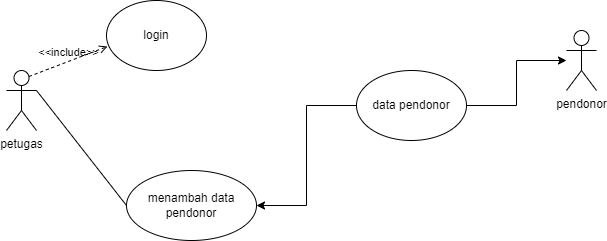 login
<<include>>
petugas
data pendonor
pendonor
menambah data
pendonor